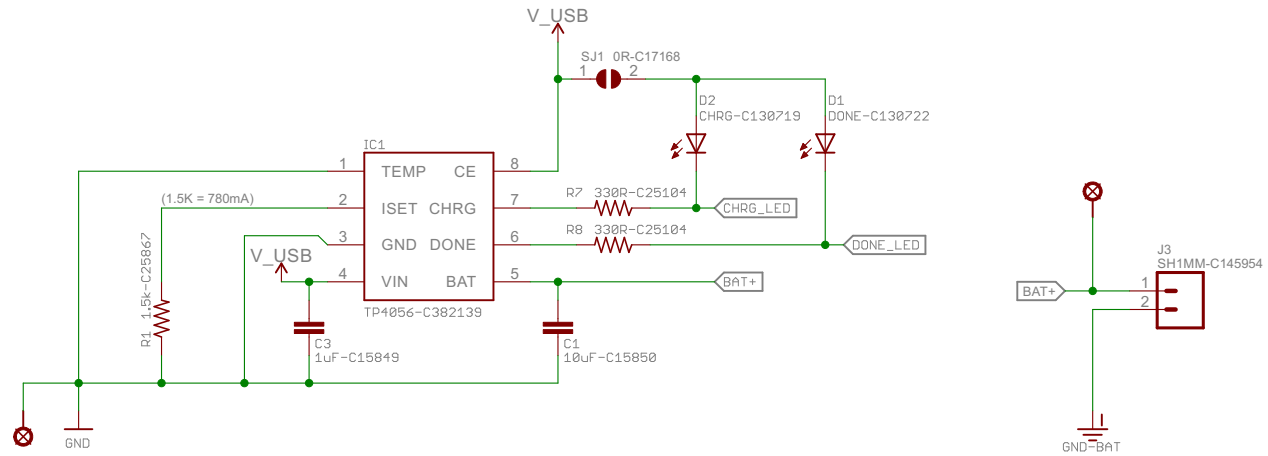 V_USB
SJ1 0R-C17168
1 2
D2
CHRG-C130719
D1
DONE-C130722
IC1
1 TEMP CE 8
(1.5K = 780mA)
2 ISET CHRG 7
R7 330R-C25104
CHRG_LED
3 GND DONE 6
R8 330R-C25104
DONE_LED
V_USB
4 VIN BAT 5
BAT+
TP4056-C382139
R1 1.5k-C25867
C3
1uF-C15849
C1
10uF-C15850
GND
J3
SH1MM-C145954
BAT+
1
2
GND-BAT